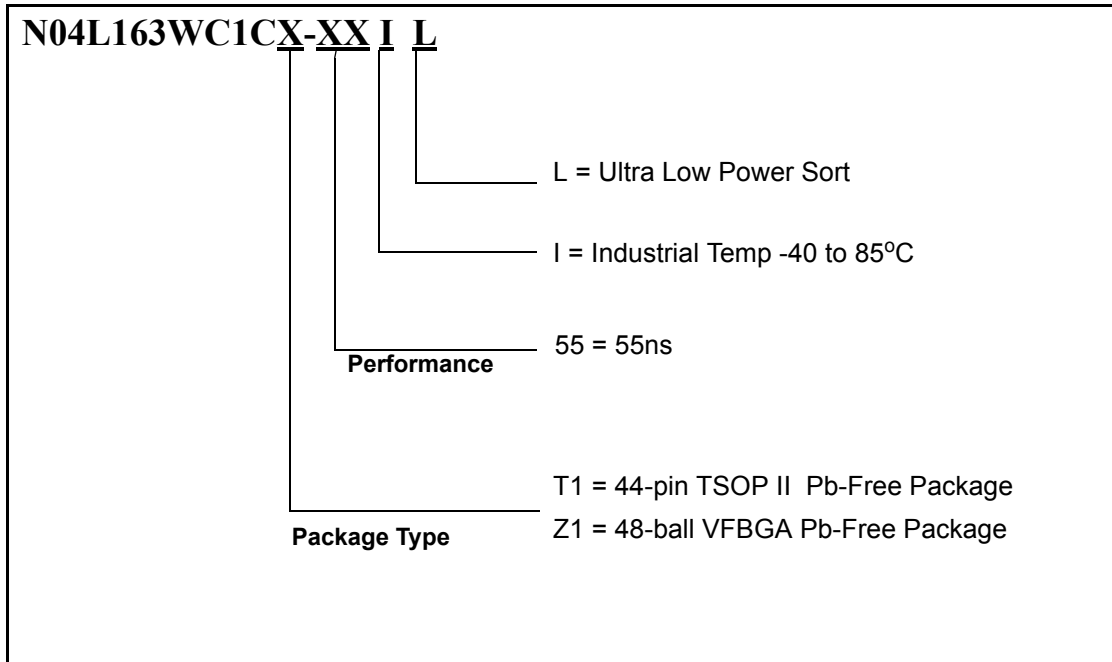 N04L163WC1CX-XX I L
L = Ultra Low Power Sort
I = Industrial Temp -40 to 85oC
55 = 55ns
Performance
T1 = 44-pin TSOP II Pb-Free Package
Z1 = 48-ball VFBGA Pb-Free Package
Package Type